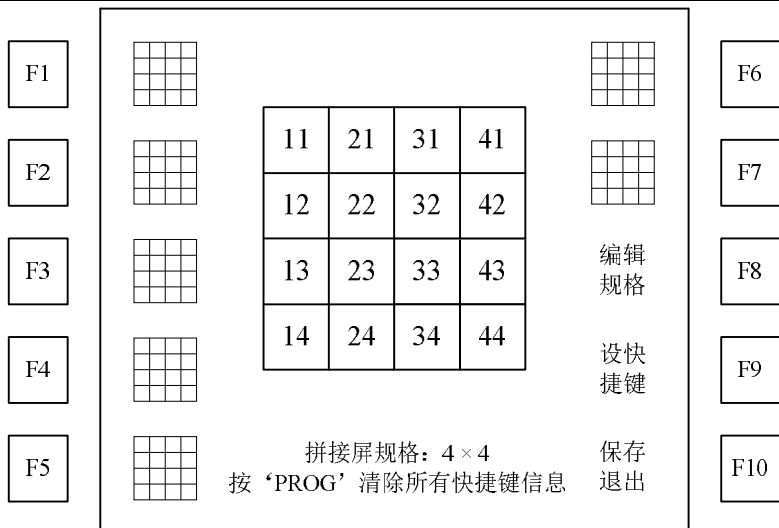 F1
F6
11 21 31 41
F2
F7
12 22 32 42
F3
编辑
规格
F8
13 23 33 43
14 24 34 44
F4
设快
捷键
F9
F5
拼接屏规格：4×4
按‘PROG’清除所有快捷键信息
保存
退出
F10